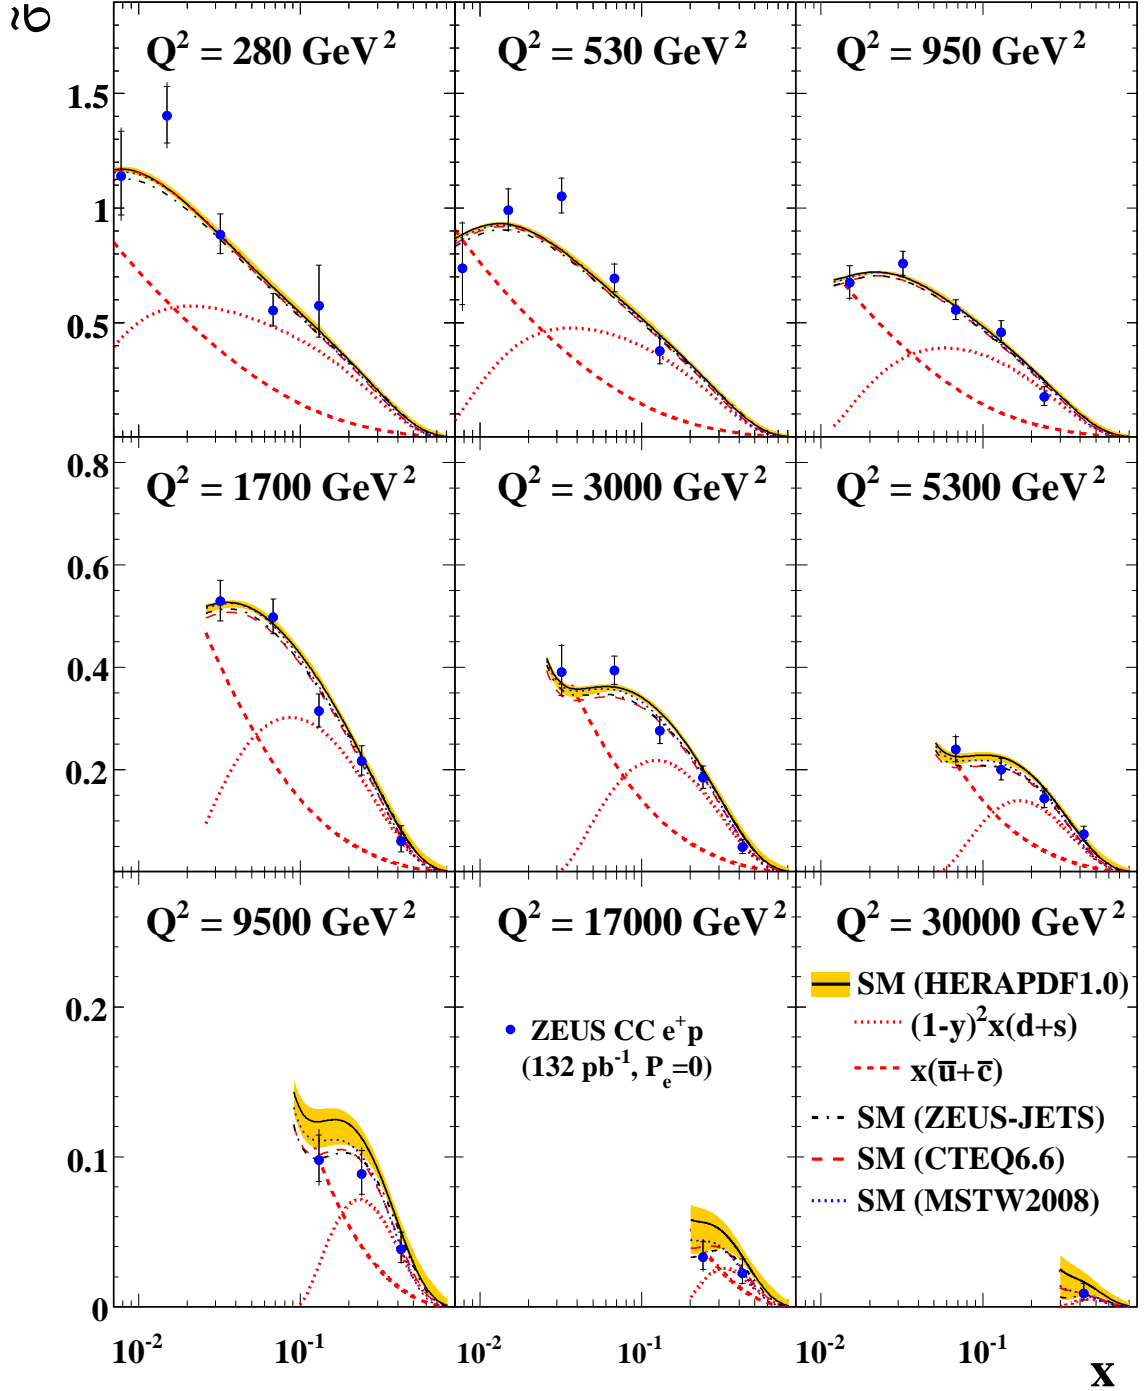 σ̃
Q² = 280 GeV²
Q² = 530 GeV²
Q² = 950 GeV²
1.5
1
0.5
Q² = 1700 GeV²
Q² = 3000 GeV²
Q² = 5300 GeV²
0.8
0.6
0.4
0.2
Q² = 9500 GeV²
Q² = 17000 GeV²
Q² = 30000 GeV²
0.2
0.1
0
ZEUS CC e⁺p
(132 pb⁻¹, Pₑ=0)
SM (HERAPDF1.0)
(1-y)²x(d+s)
x(u̅+c̅)
SM (ZEUS-JETS)
SM (CTEQ6.6)
SM (MSTW2008)
10⁻² 10⁻¹ 10⁻² 10⁻¹ 10⁻² 10⁻¹
x